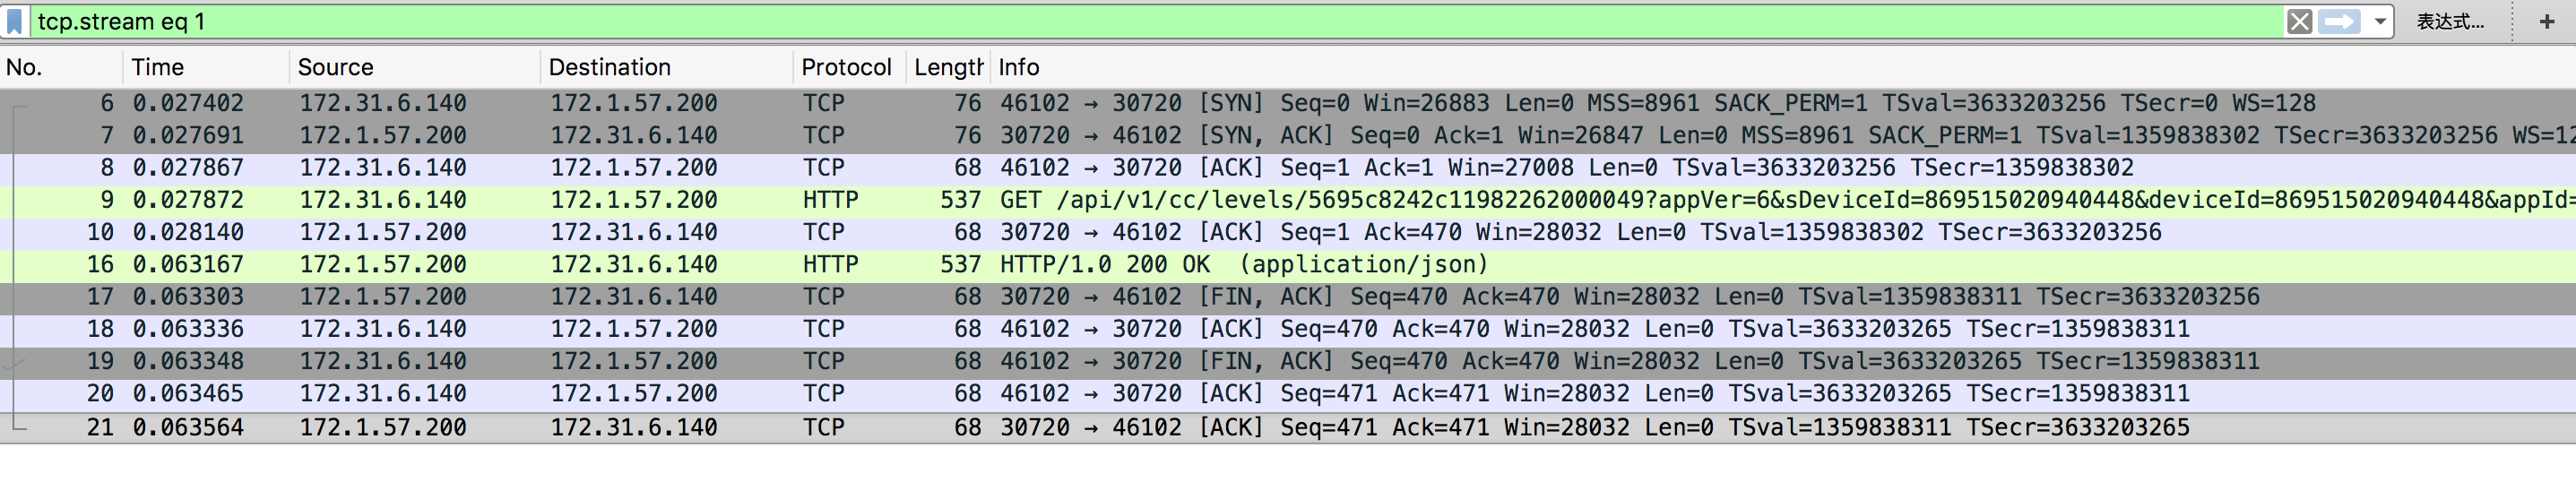 tcp.stream eq 1 表达式… +
No. Time Source Destination Protocol Length Info
6 0.027402 172.31.6.140 172.1.57.200 TCP 76 46102 → 30720 [SYN] Seq=0 Win=26883 Len=0 MSS=8961 SACK_PERM=1 TSval=3633203256 TSecr=0 WS=128
7 0.027691 172.1.57.200 172.31.6.140 TCP 76 30720 → 46102 [SYN, ACK] Seq=0 Ack=1 Win=26847 Len=0 MSS=8961 SACK_PERM=1 TSval=1359838302 TSecr=3633203256 WS=12
8 0.027867 172.31.6.140 172.1.57.200 TCP 68 46102 → 30720 [ACK] Seq=1 Ack=1 Win=27008 Len=0 TSval=3633203256 TSecr=1359838302
9 0.027872 172.31.6.140 172.1.57.200 HTTP 537 GET /api/v1/cc/levels/5695c8242c11982262000049?appVer=6&sDeviceId=869515020940448&deviceId=869515020940448&appId=
10 0.028140 172.1.57.200 172.31.6.140 TCP 68 30720 → 46102 [ACK] Seq=1 Ack=470 Win=28032 Len=0 TSval=1359838302 TSecr=3633203256
16 0.063167 172.1.57.200 172.31.6.140 HTTP 537 HTTP/1.0 200 OK  (application/json)
17 0.063303 172.1.57.200 172.31.6.140 TCP 68 30720 → 46102 [FIN, ACK] Seq=470 Ack=470 Win=28032 Len=0 TSval=1359838311 TSecr=3633203256
18 0.063336 172.31.6.140 172.1.57.200 TCP 68 46102 → 30720 [ACK] Seq=470 Ack=470 Win=28032 Len=0 TSval=3633203265 TSecr=1359838311
19 0.063348 172.31.6.140 172.1.57.200 TCP 68 46102 → 30720 [FIN, ACK] Seq=470 Ack=470 Win=28032 Len=0 TSval=3633203265 TSecr=1359838311
20 0.063465 172.31.6.140 172.1.57.200 TCP 68 46102 → 30720 [ACK] Seq=471 Ack=471 Win=28032 Len=0 TSval=3633203265 TSecr=1359838311
21 0.063564 172.1.57.200 172.31.6.140 TCP 68 30720 → 46102 [ACK] Seq=471 Ack=471 Win=28032 Len=0 TSval=1359838311 TSecr=3633203265